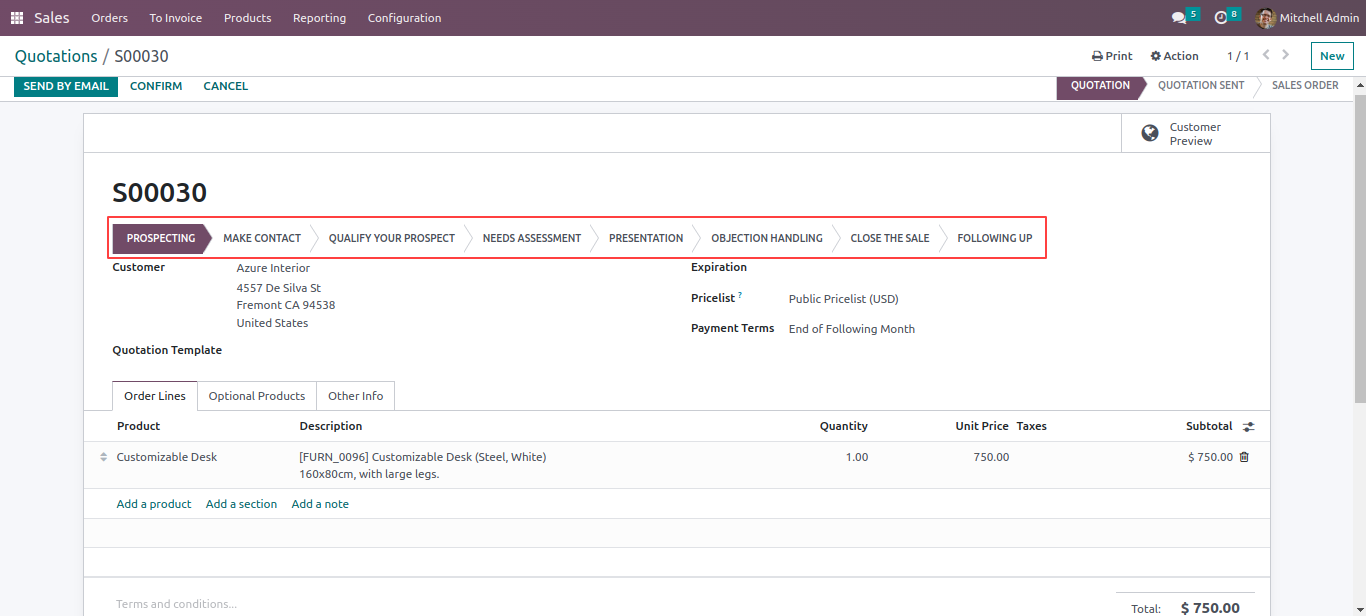 Sales Orders To Invoice Products Reporting Configuration 5 8 Mitchell Admin
Quotations / S00030 Print Action 1 / 1 New
SEND BY EMAIL CONFIRM CANCEL QUOTATION QUOTATION SENT SALES ORDER
Customer
Preview
S00030
PROSPECTING MAKE CONTACT QUALIFY YOUR PROSPECT NEEDS ASSESSMENT PRESENTATION OBJECTION HANDLING CLOSE THE SALE FOLLOWING UP
Customer Azure Interior Expiration
4557 De Silva St
Fremont CA 94538 Pricelist ? Public Pricelist (USD)
United States Payment Terms End of Following Month
Quotation Template
Order Lines Optional Products Other Info
Product Description Quantity Unit Price Taxes Subtotal
Customizable Desk [FURN_0096] Customizable Desk (Steel, White) 1.00 750.00 $ 750.00
160x80cm, with large legs.
Add a product Add a section Add a note
Terms and conditions... Total: $ 750.00